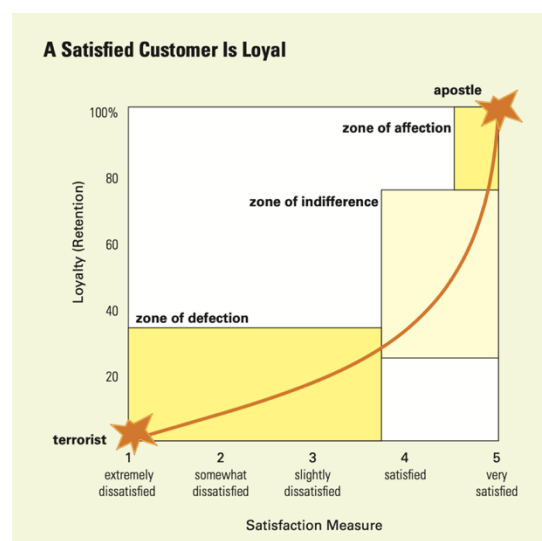 A Satisfied Customer Is Loyal
apostle
100%
zone of affection
80
zone of indifference
60
Loyalty (Retention)
40
zone of defection
20
terrorist
1
2
3
4
5
extremely
dissatisfied
somewhat
dissatisfied
slightly
dissatisfied
satisfied
very
satisfied
Satisfaction Measure